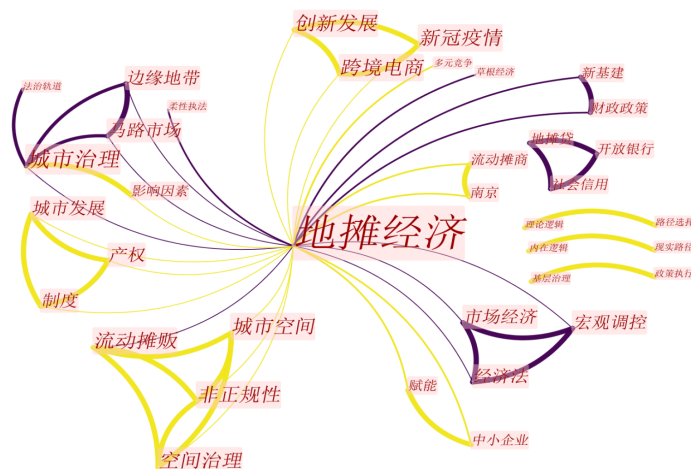 创新发展
新冠疫情
跨境电商
多元竞争
草根经济
新基建
财政政策
法治轨道
边缘地带
柔性执法
马路市场
城市治理
影响因素
流动摊商
南京
地摊贷
开放银行
社会信用
城市发展
产权
制度
地摊经济
理论逻辑
路径选择
内在逻辑
现实路径
基层治理
政策执行
流动摊贩
城市空间
非正规性
空间治理
市场经济
宏观调控
经济法
赋能
中小企业